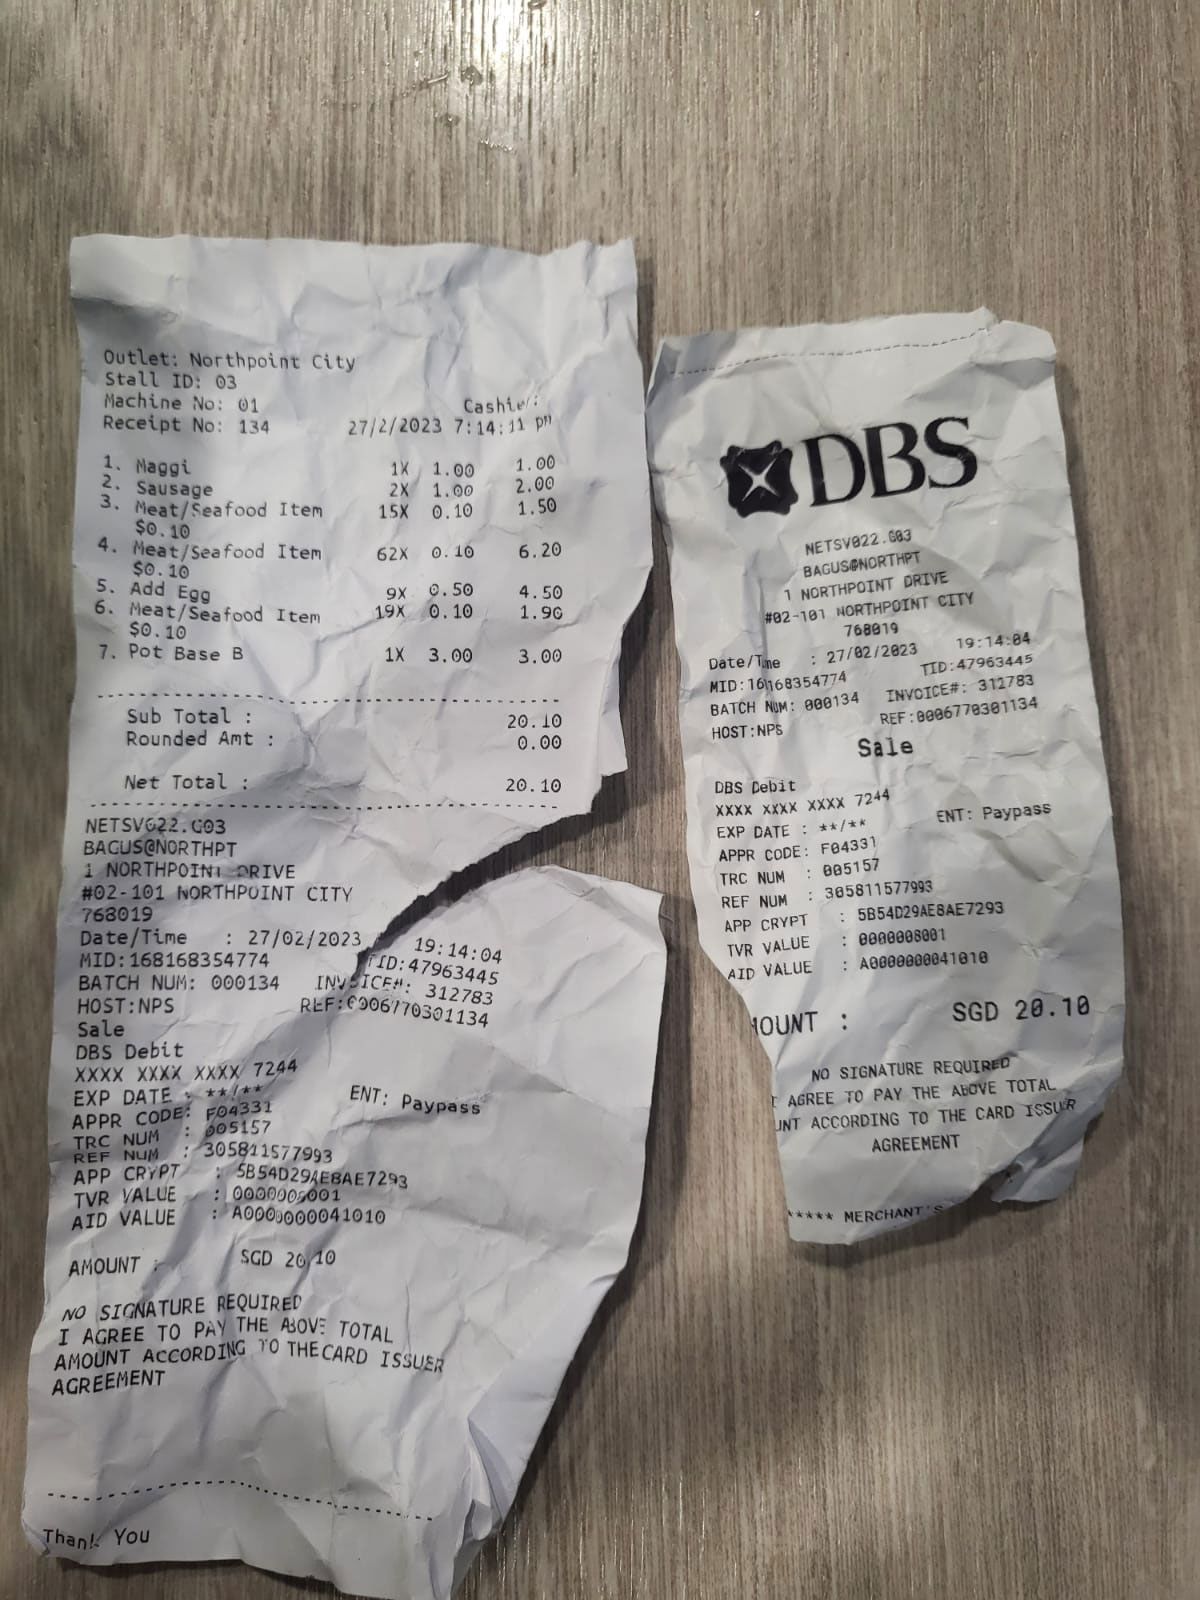 Outlet: Northpoint City
Stall ID: 03
Machine No: 01 Cashie/:
Receipt No: 134 27/2/2023 7:14:11 pm
1. Maggi 1X 1.00 1.00
2. Sausage 2X 1.00 2.00
3. Meat/Seafood Item 15X 0.10 1.50
$0.10
4. Meat/Seafood Item 62X 0.10 6.20
$0.10
5. Add Egg 9X 0.50 4.50
6. Meat/Seafood Item 19X 0.10 1.90
$0.10
7. Pot Base B 1X 3.00 3.00
Sub Total : 20.10
Rounded Amt : 0.00
Net Total : 20.10
NETSV022.G03
BAGUS@NORTHPT
1 NORTHPOINT DRIVE
#02-101 NORTHPOINT CITY
768019
Date/Time : 27/02/2023 19:14:04
MID:168168354774 TID:47963445
BATCH NUM: 000134 INVOICE#: 312783
HOST:NPS REF:0006770301134
Sale
DBS Debit
XXXX XXXX XXXX 7244
EXP DATE : **/** ENT: Paypass
APPR CODE: F04331
TRC NUM : 005157
REF NUM : 305811577993
APP CRYPT : 5B54D29AE8AE7293
TVR VALUE : 0000008001
AID VALUE : A0000000041010
AMOUNT : SGD 20.10
NO SIGNATURE REQUIRED
I AGREE TO PAY THE ABOVE TOTAL
AMOUNT ACCORDING TO THE CARD ISSUER
AGREEMENT
Thank You
DBS
NETSV022.G03
BAGUS@NORTHPT
1 NORTHPOINT DRIVE
#02-101 NORTHPOINT CITY
768019
Date/Time : 27/02/2023 19:14:04
MID:168168354774 TID:47963445
BATCH NUM: 000134 INVOICE#: 312783
HOST:NPS REF:0006770301134
Sale
DBS Debit
XXXX XXXX XXXX 7244
EXP DATE : **/** ENT: Paypass
APPR CODE: F04331
TRC NUM : 005157
REF NUM : 305811577993
APP CRYPT : 5B54D29AE8AE7293
TVR VALUE : 0000008001
AID VALUE : A0000000041010
MOUNT : SGD 20.10
NO SIGNATURE REQUIRED
I AGREE TO PAY THE ABOVE TOTAL
UNT ACCORDING TO THE CARD ISSUER
AGREEMENT
***** MERCHANT'S